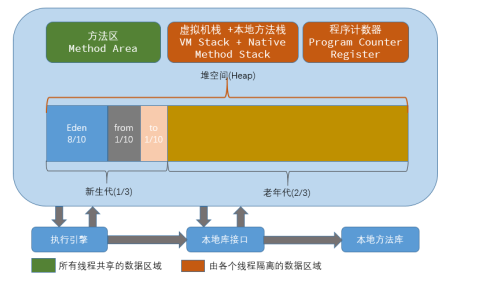 方法区
Method Area
虚拟机栈 +本地方法栈
VM Stack + Native
Method Stack
程序计数器
Program Counter
Register
堆空间(Heap)
Eden
8/10
from
1/10
to
1/10
新生代(1/3)
老年代(2/3)
执行引擎
本地库接口
本地方法库
所有线程共享的数据区域
由各个线程隔离的数据区域